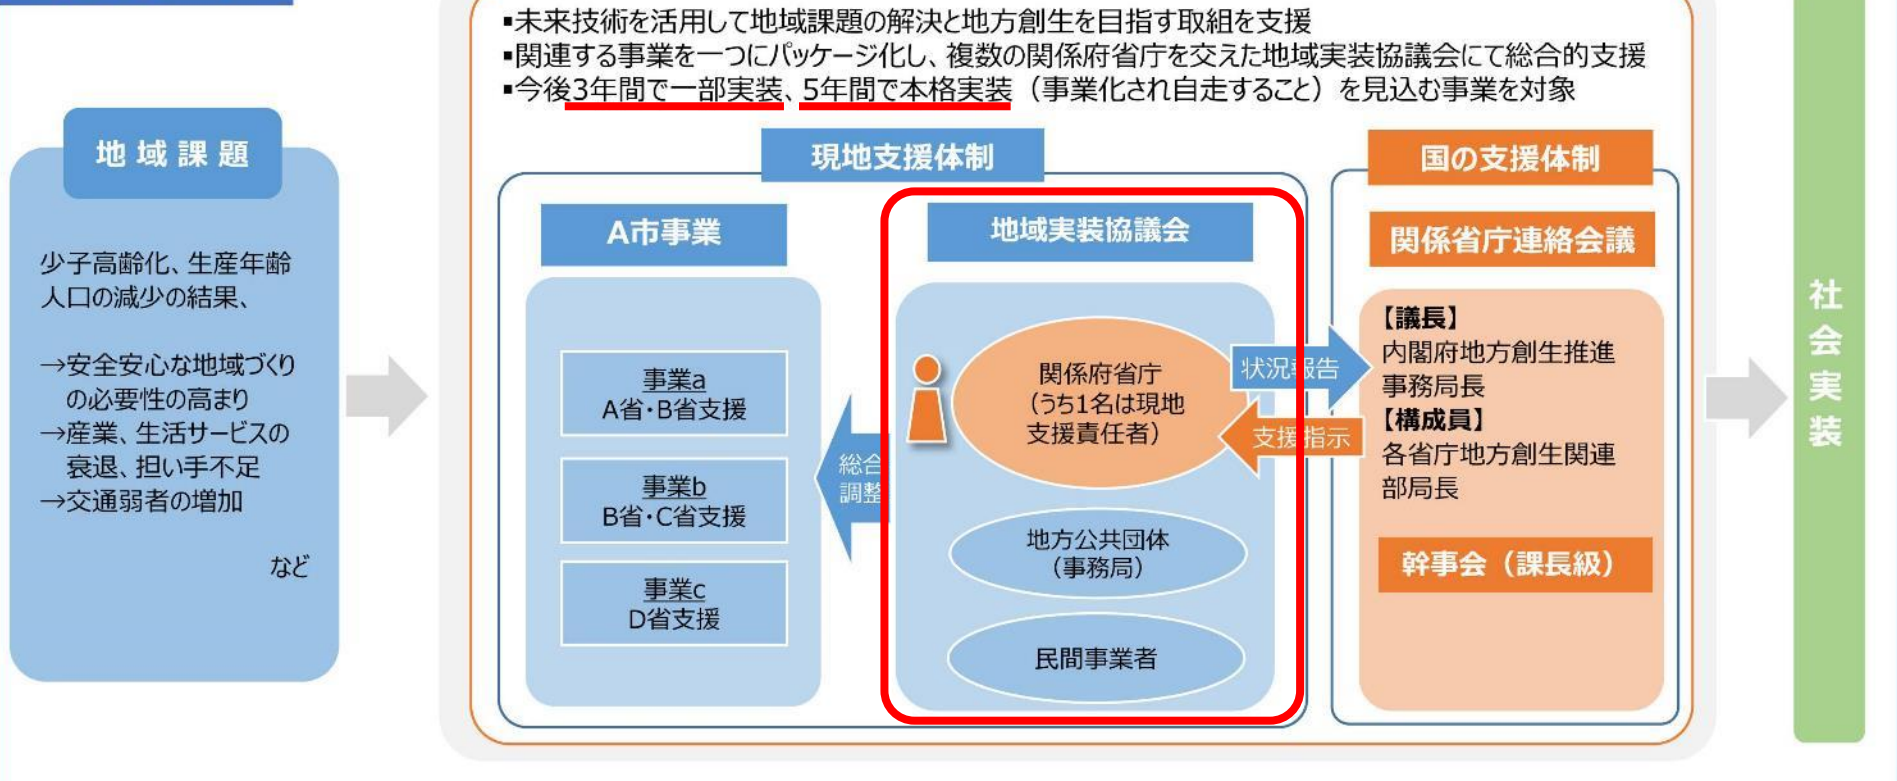 ▪未来技術を活用して地域課題の解決と地方創生を目指す取組を支援
▪関連する事業を一つにパッケージ化し、複数の関係府省庁を交えた地域実装協議会にて総合的支援
▪今後3年間で一部実装、5年間で本格実装（事業化され自走すること）を見込む事業を対象
地域課題
少子高齢化、生産年齢
人口の減少の結果、
→安全安心な地域づくり
の必要性の高まり
→産業、生活サービスの
衰退、担い手不足
→交通弱者の増加
など
現地支援体制
A市事業
事業a
A省・B省支援
事業b
B省・C省支援
事業c
D省支援
総合
調整
地域実装協議会
関係府省庁
（うち1名は現地
支援責任者）
地方公共団体
（事務局）
民間事業者
状況報告
支援指示
国の支援体制
関係省庁連絡会議
【議長】
内閣府地方創生推進
事務局長
【構成員】
各省庁地方創生関連
部局長
幹事会（課長級）
社会実装